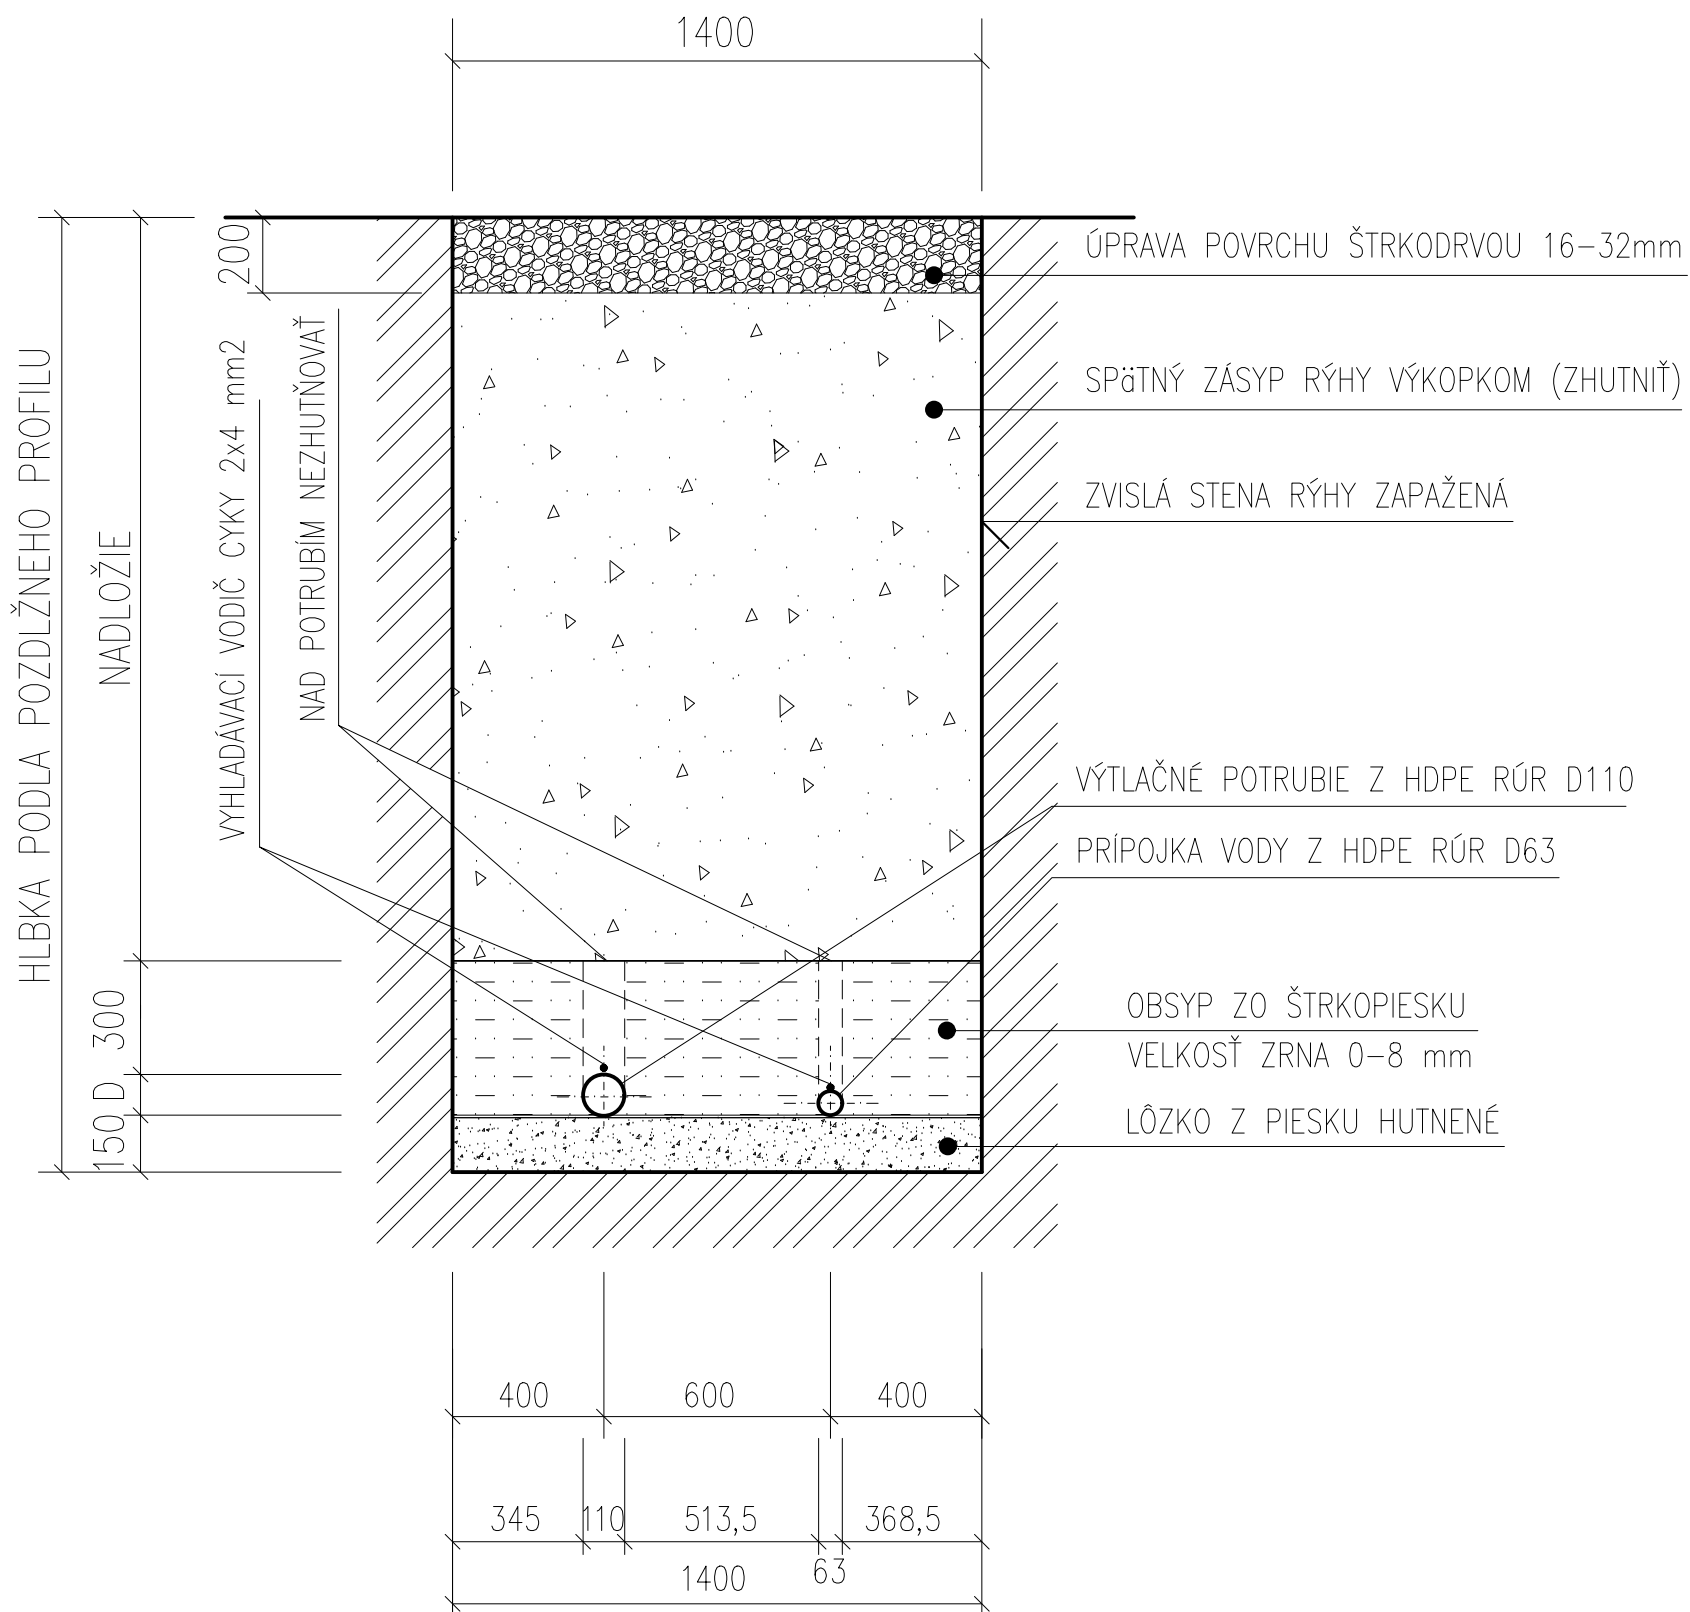 1400
ÚPRAVA POVRCHU ŠTRKODRVOU 16-32mm
200
SPäTNÝ ZÁSYP RÝHY VÝKOPKOM (ZHUTNIŤ)
ZVISLÁ STENA RÝHY ZAPAŽENÁ
HLBKA PODLA POZDLŽNEHO PROFILU
NADLOŽIE
VYHLADÁVACÍ VODIČ CYKY 2x4 mm2
NAD POTRUBÍM NEZHUTŇOVAŤ
VÝTLAČNÉ POTRUBIE Z HDPE RÚR D110
PRÍPOJKA VODY Z HDPE RÚR D63
300
D
150
OBSYP ZO ŠTRKOPIESKU
VELKOSŤ ZRNA 0-8 mm
LÔZKO Z PIESKU HUTNENÉ
400 600 400
345 110 513,5 63 368,5
1400